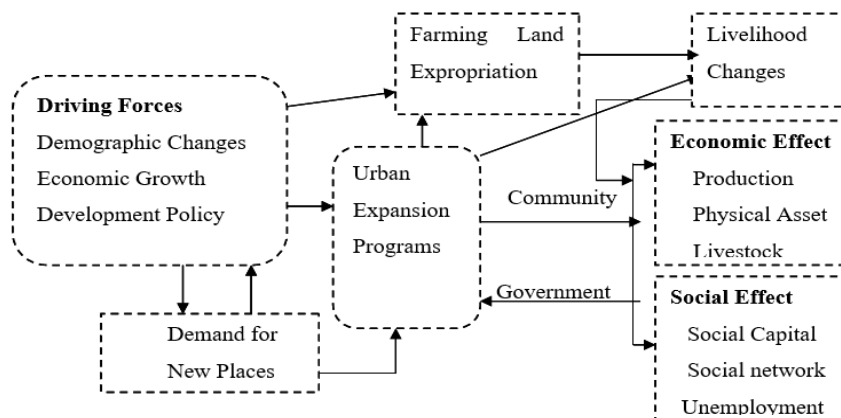 Farming Land
Expropriation
Livelihood
Changes
Driving Forces
Demographic Changes
Economic Growth
Development Policy
Urban
Expansion
Programs
Community
Government
Economic Effect
Production
Physical Asset
Livestock
Social Effect
Social Capital
Social network
Unemployment
Demand for
New Places